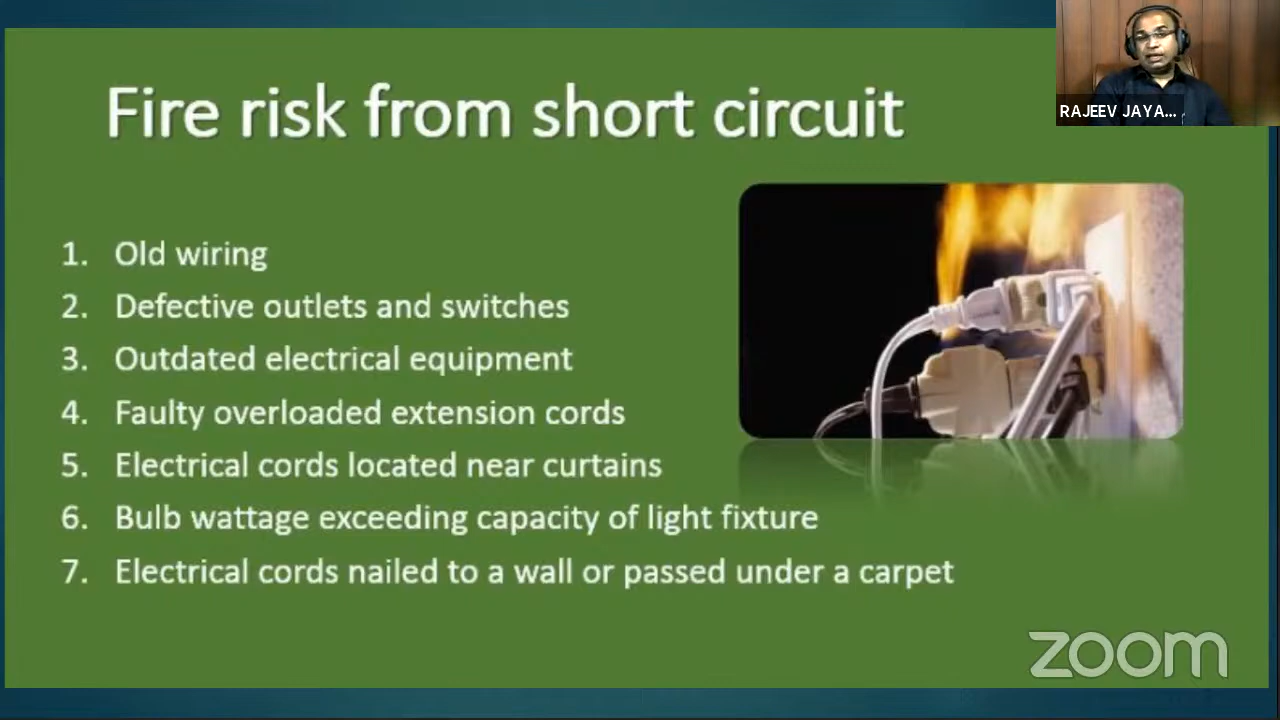 RAJEEV JAYA...
Fire risk from short circuit
1. Old wiring
2. Defective outlets and switches
3. Outdated electrical equipment
4. Faulty overloaded extension cords
5. Electrical cords located near curtains
6. Bulb wattage exceeding capacity of light fixture
7. Electrical cords nailed to a wall or passed under a carpet
zoom